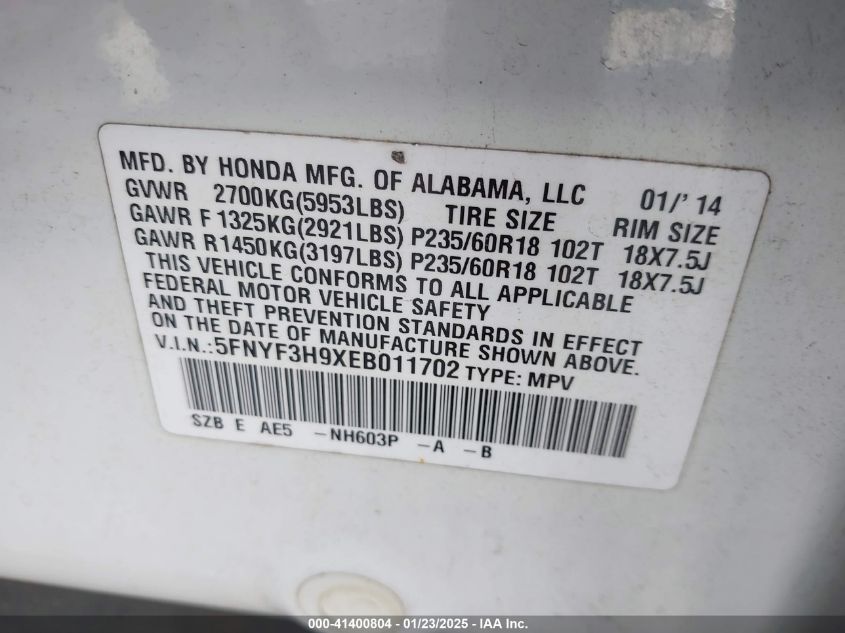 MFD. BY HONDA MFG. OF ALABAMA, LLC 01/'14
GVWR 2700KG(5953LBS) TIRE SIZE RIM SIZE
GAWR F 1325KG(2921LBS) P235/60R18 102T 18X7.5J
GAWR R 1450KG(3197LBS) P235/60R18 102T 18X7.5J
THIS VEHICLE CONFORMS TO ALL APPLICABLE
FEDERAL MOTOR VEHICLE SAFETY
AND THEFT PREVENTION STANDARDS IN EFFECT
ON THE DATE OF MANUFACTURE SHOWN ABOVE.
V.I.N.:5FNYF3H9XEB011702 TYPE: MPV
SZB E AE5 -NH603P -A -B
000-41400804 - 01/23/2025 - IAA Inc.